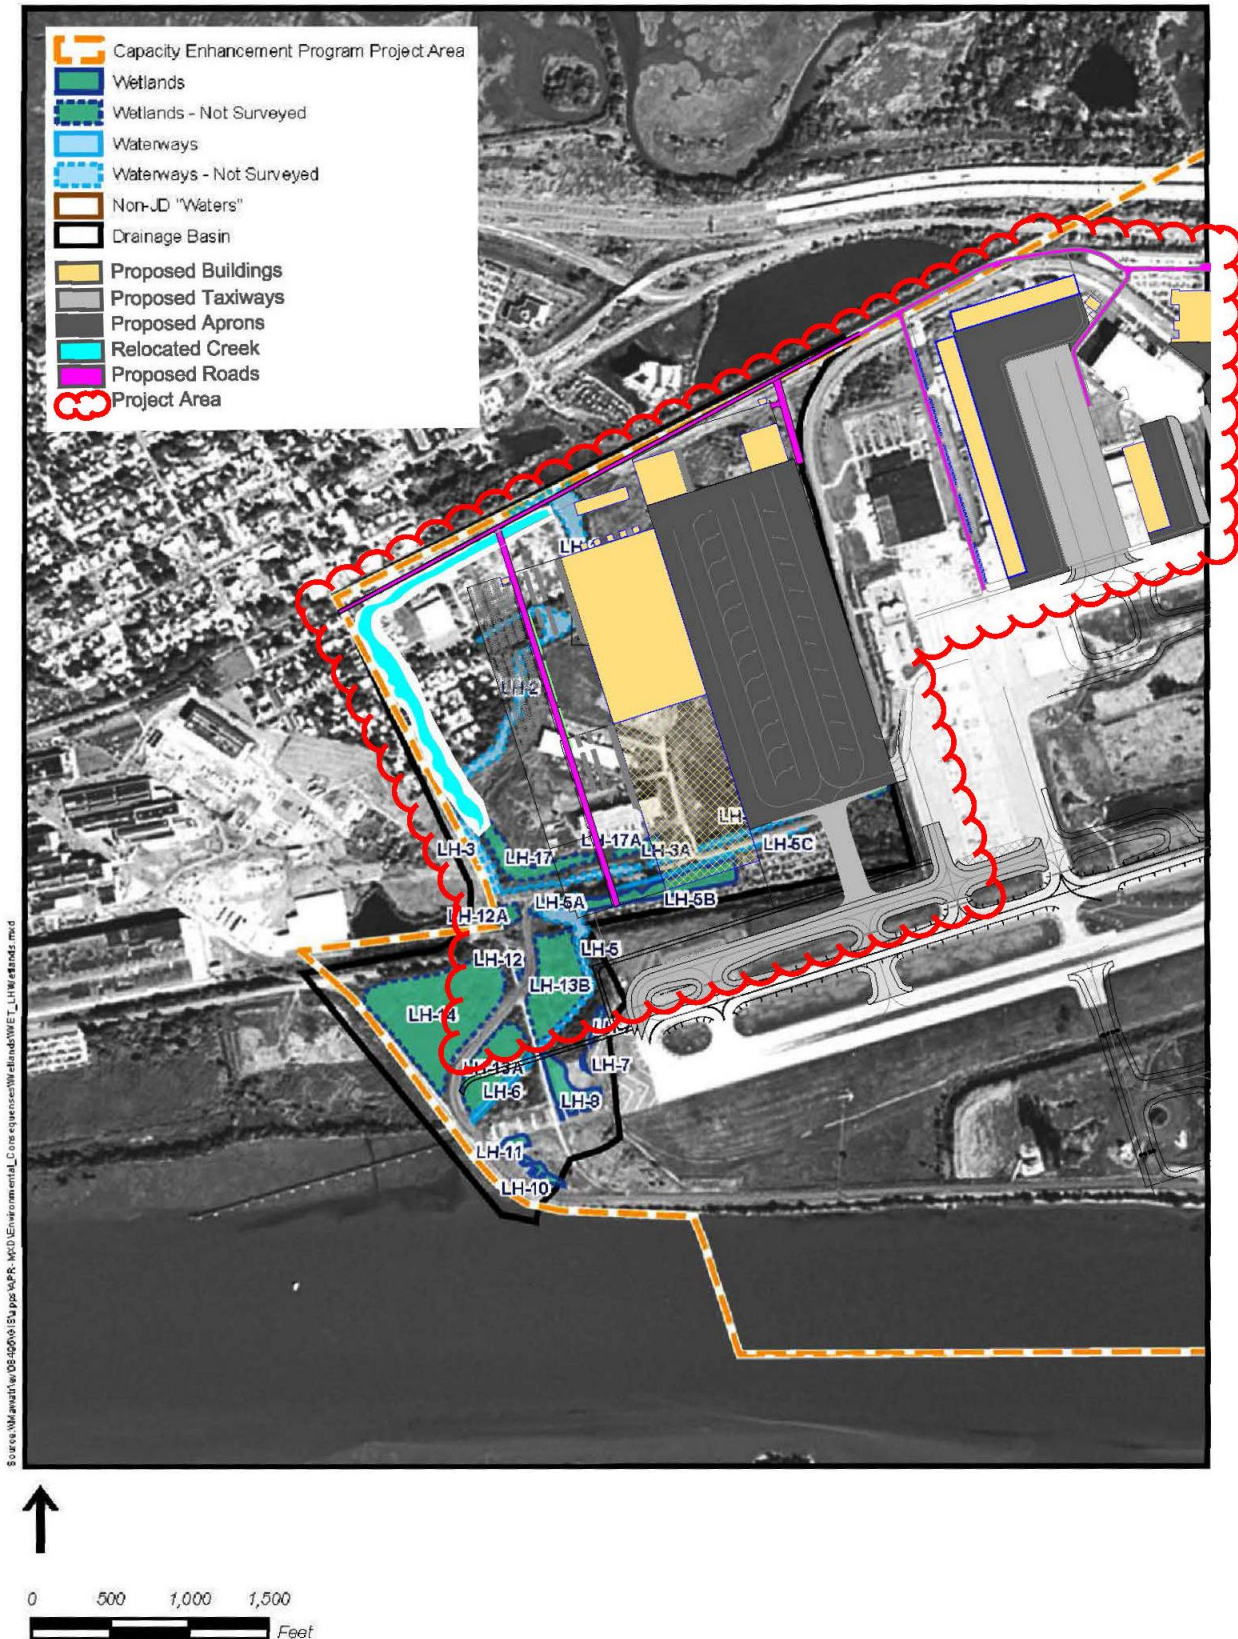 Capacity Enhancement Program Project Area
Wetlands
Wetlands - Not Surveyed
Waterways
Waterways - Not Surveyed
Non-JD "Waters"
Drainage Basin
Proposed Buildings
Proposed Taxiways
Proposed Aprons
Relocated Creek
Proposed Roads
Project Area
LH-2
LH-3
LH-17
LH-17A
LH-3A
LH-5C
LH-12A
LH-5A
LH-5B
LH-12
LH-5
LH-13B
LH-14
LH-13A
LH-7
LH-6
LH-8
LH-11
LH-10
0 500 1,000 1,500
Feet